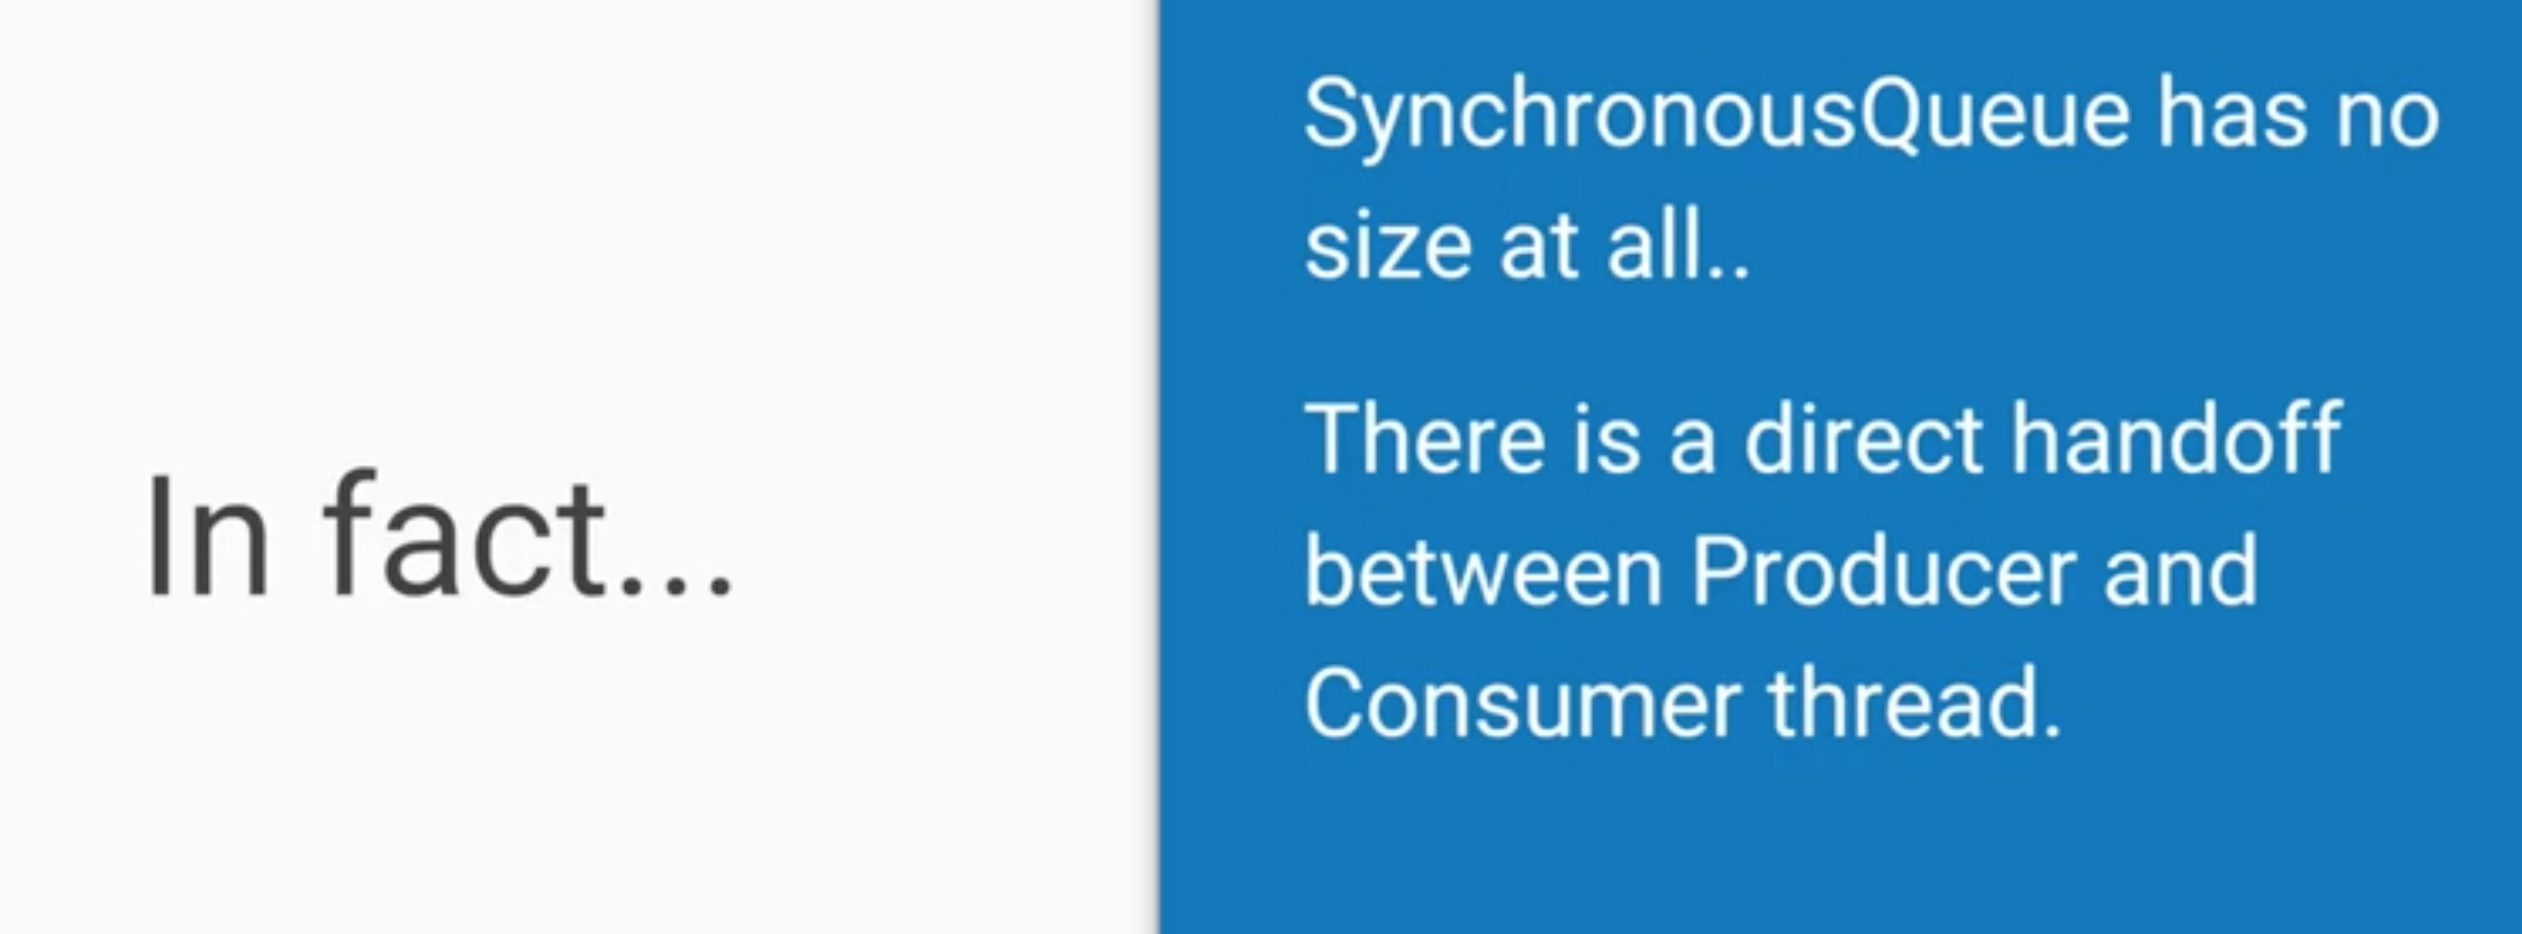 In fact...
SynchronousQueue has no
size at all..
There is a direct handoff
between Producer and
Consumer thread.